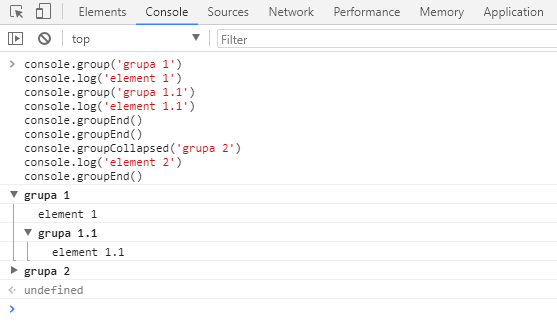 Elements Console Sources Network Performance Memory Application
top Filter
console.group('grupa 1')
console.log('element 1')
console.group('grupa 1.1')
console.log('element 1.1')
console.groupEnd()
console.groupEnd()
console.groupCollapsed('grupa 2')
console.log('element 2')
console.groupEnd()
grupa 1
element 1
grupa 1.1
element 1.1
grupa 2
undefined